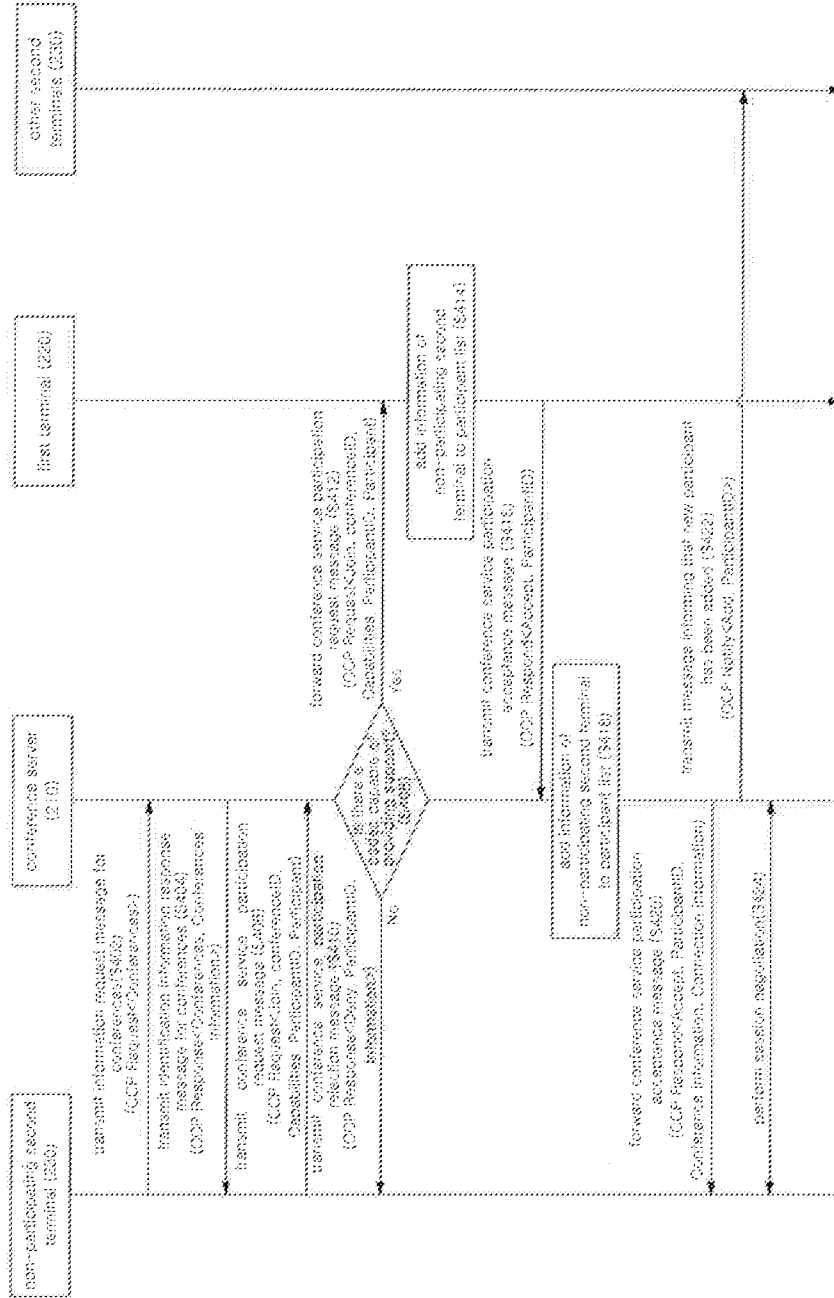 non-participating second
terminal (230)
conference server
(210)
first terminal (220)
other second
terminals (230)
transmit information request message for
conferences(S402)
(CCP Request<Conferences>)
transmit identification information response
message for conferences (S404)
(CCP Response<Conferences, Conferences'
Information>)
transmit conference service participation
request message (S406)
(CCP Request<Join, conferenceID,
Capabilities, ParticipantID, Participant)
transmit conference service participation
rejection message (S410)
(CCP Response<Deny, ParticipantID,
Information>)
No
is there a
codec capable of
providing support?
(S408)
Yes
forward conference service participation
request message (S412)
(CCP Request<Join, conferenceID,
Capabilities, ParticipantID, Participant)
add information of
non-participating second
terminal to participant list (S414)
transmit conference service participation
acceptance message (S416)
(CCP Respond<Accept, ParticipantID)
add information of
non-participating second terminal
to participant list (S418)
forward conference service participation
acceptance message (S420)
(CCP Respond<Accept, ParticipantID,
Conference Information, Connection Information)
transmit message informing that new participant
has been added (S422)
(CCP Notify<Add, ParticipantID>)
perform session negotiation(S424)